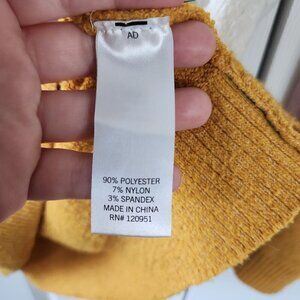 AD
90% POLYESTER
7% NYLON
3% SPANDEX
MADE IN CHINA
RN# 120951